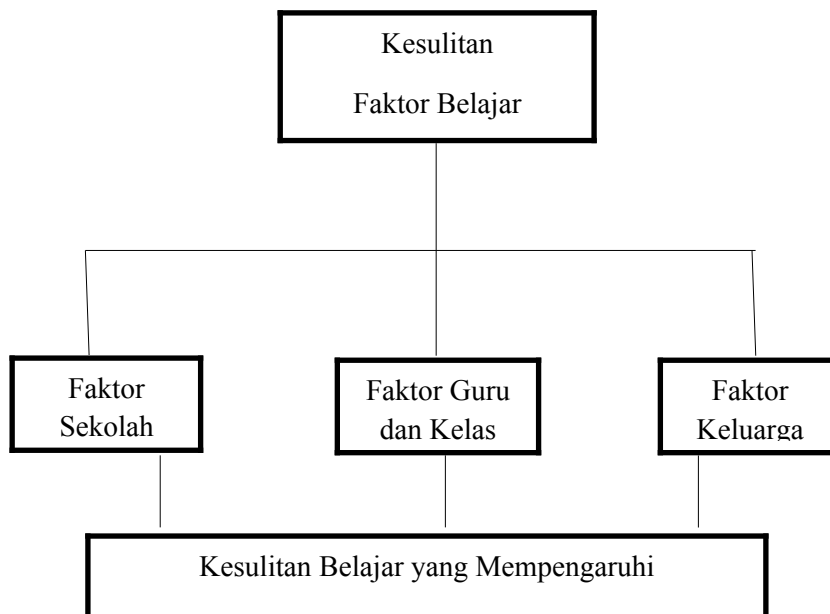 Kesulitan
Faktor Belajar
Faktor
Sekolah
Faktor Guru
dan Kelas
Faktor
Keluarga
Kesulitan Belajar yang Mempengaruhi